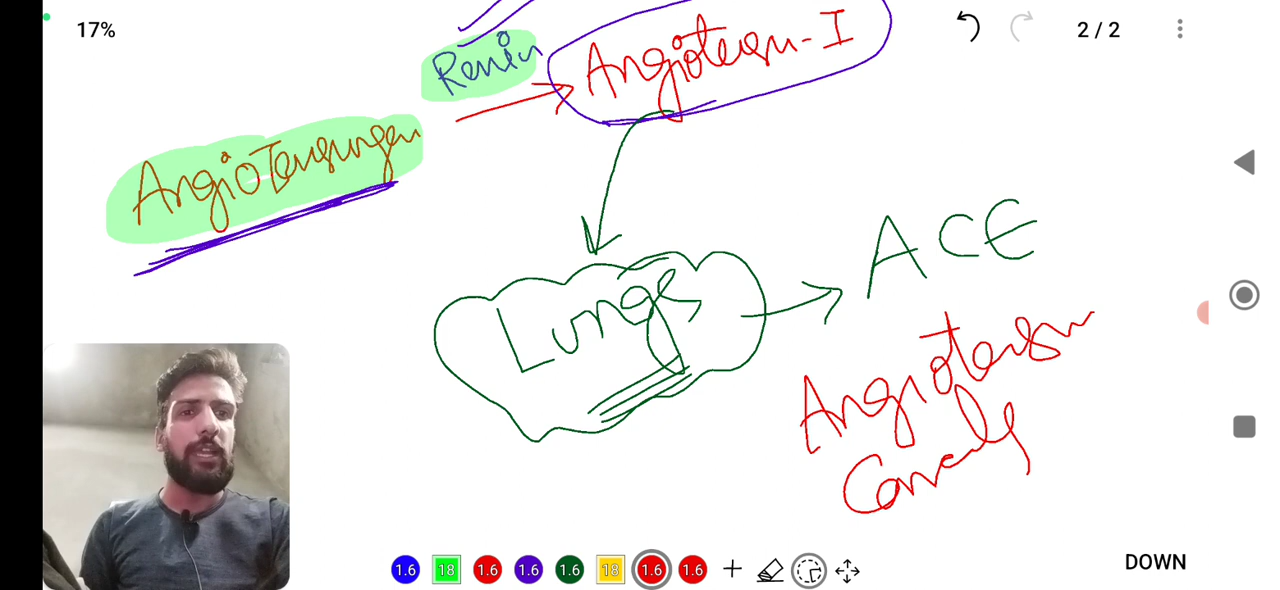 17%
2 / 2
Renin
Angiotensin-I
Angiotensinogen
Lungs
ACE
Angiotensin
1.6 18 1.6 1.6 1.6 18 1.6 1.6
DOWN